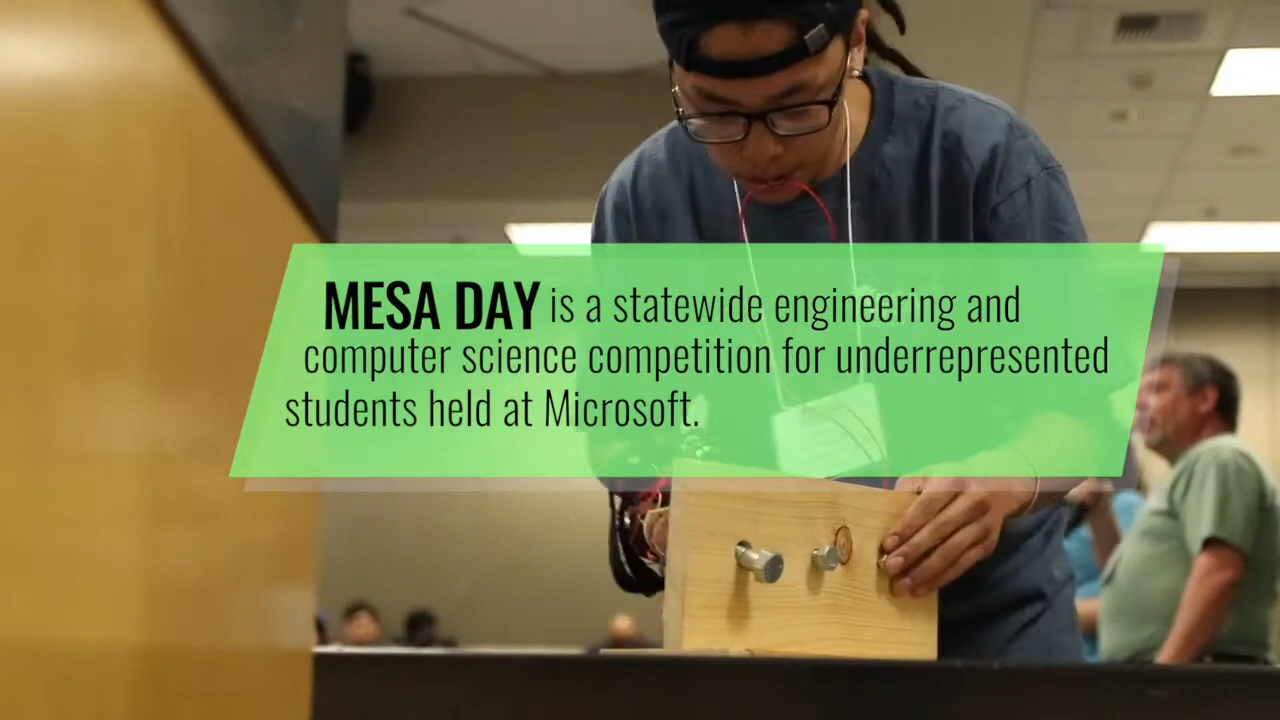 MESA DAY is a statewide engineering and
computer science competition for underrepresented
students held at Microsoft.